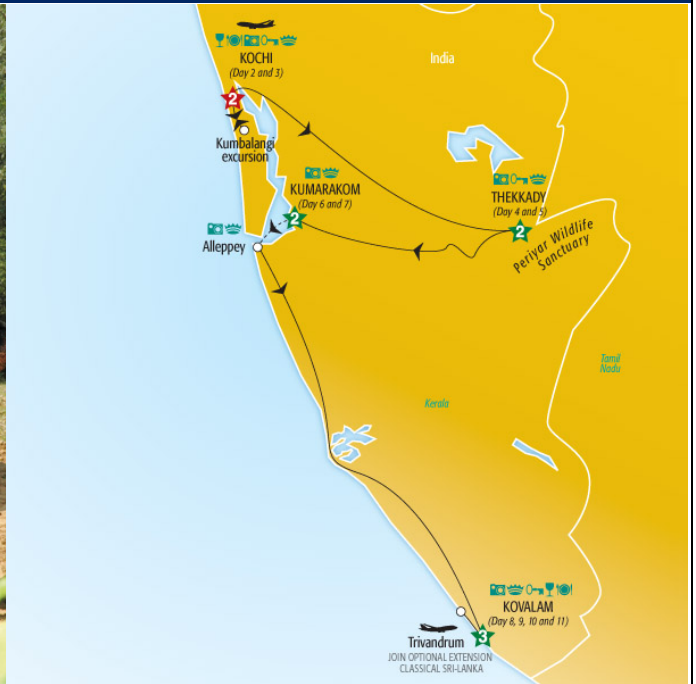 India
KOCHI
(Day 2 and 3)
2
Kumbalangi
excursion
KUMARAKOM
(Day 6 and 7)
2
THEKKADY
(Day 4 and 5)
2
Periyar Wildlife
Sanctuary
Alleppey
Tamil
Nadu
Kerala
KOVALAM
(Day 8, 9, 10 and 11)
3
Trivandrum
JOIN OPTIONAL EXTENSION
CLASSICAL SRI-LANKA